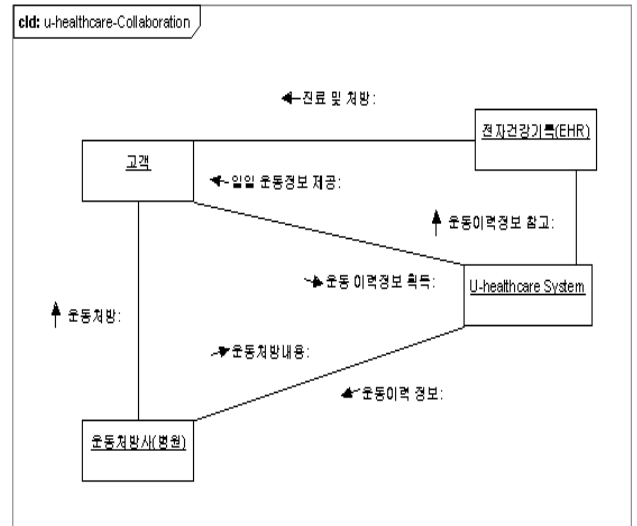 cld: u-healthcare-Collaboration
진료 및 처방:
전자건강기록(EHR)
고객
일일 운동정보 제공:
운동이력정보 참고:
운동 이력정보 획득:
U-healthcare System
운동처방:
운동처방내용:
운동이력 정보:
운동처방사(병원)